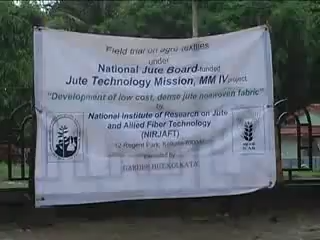 Field trial on agro-textiles
under
National Jute Board-funded
Jute Technology Mission, MM IV project
"Development of low cost, dense jute nonwoven fabric"
by
National Institute of Research on Jute
and Allied Fiber Technology
(NIRJAFT)
12 Regent Park, Kolkata-700040
ICAR